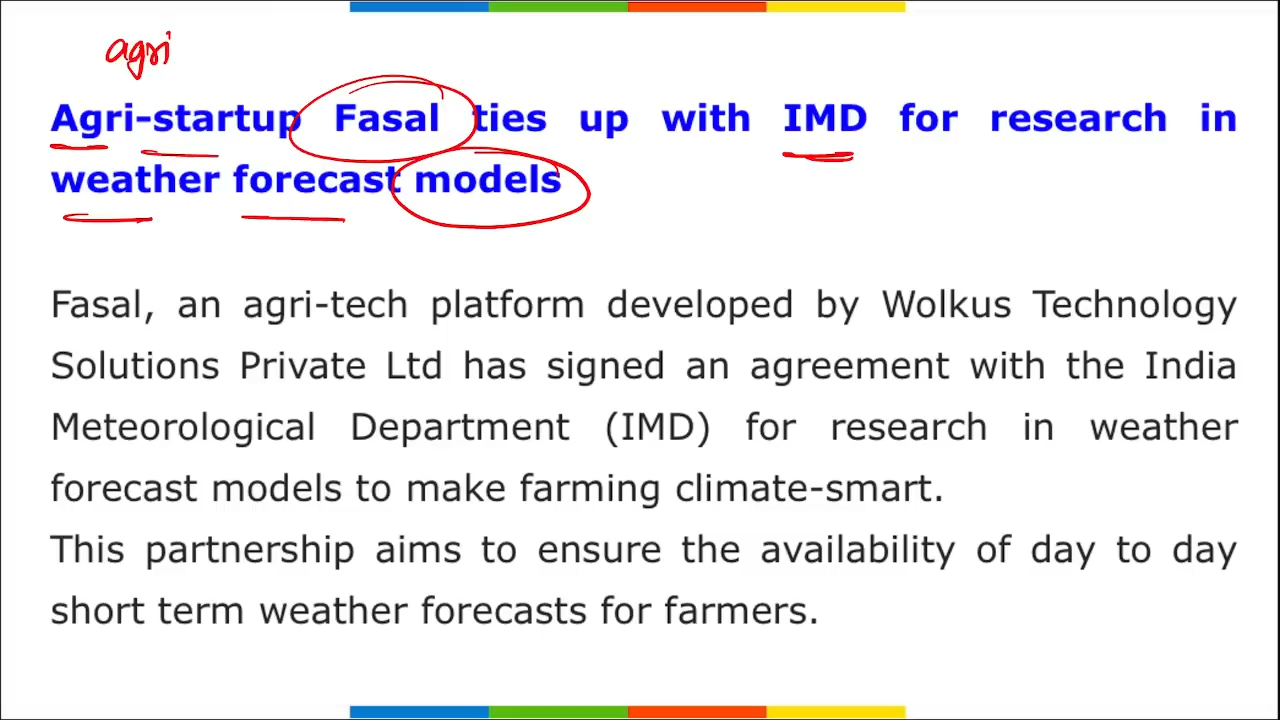 agri
Agri-startup Fasal ties up with IMD for research in
weather forecast models
Fasal, an agri-tech platform developed by Wolkus Technology
Solutions Private Ltd has signed an agreement with the India
Meteorological Department (IMD) for research in weather
forecast models to make farming climate-smart.
This partnership aims to ensure the availability of day to day
short term weather forecasts for farmers.